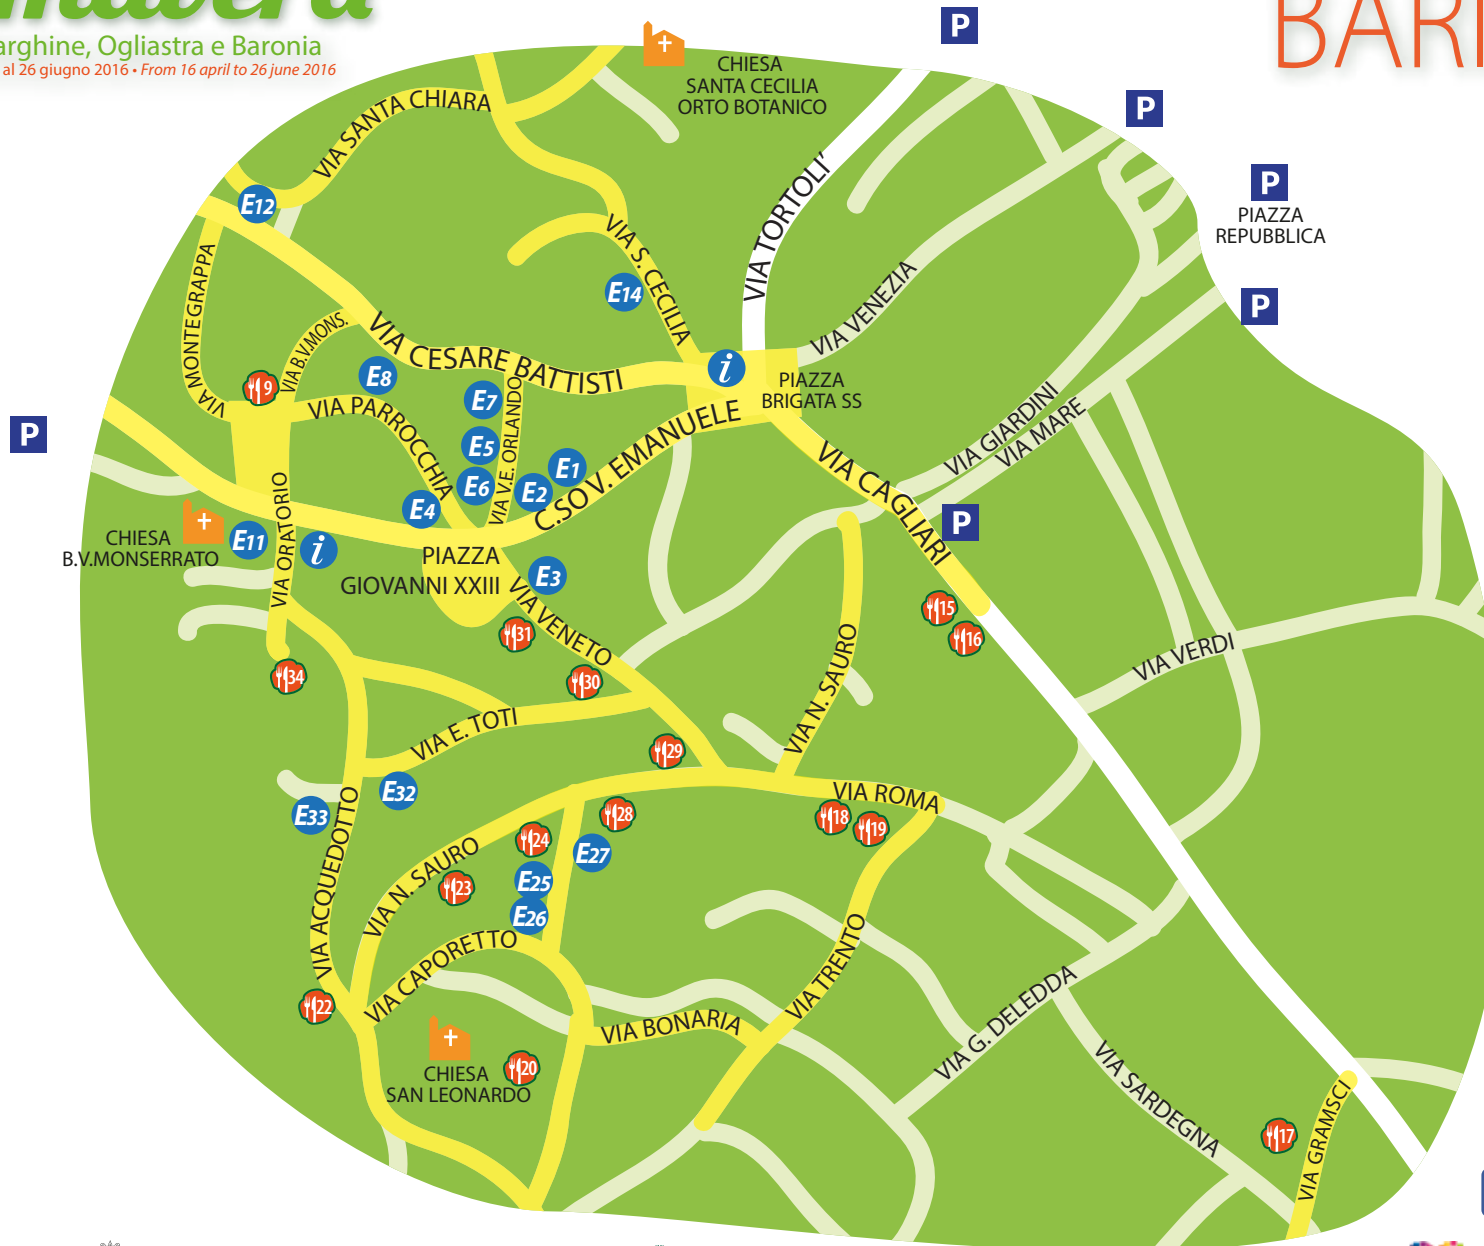 arghine, Ogliastra e Baronia
al 26 giugno 2016 • From 16 april to 26 june 2016
BARI
P
CHIESA
SANTA CECILIA
ORTO BOTANICO
P
P
PIAZZA
REPUBBLICA
P
VIA SANTA CHIARA
E12
VIA TORTOLI'
VIA S. CECILIA
E14
VIA MONTEGRAPPA
VIA
VIA B.V.MONS.
VIA CESARE BATTISTI
VIA VENEZIA
i
PIAZZA
BRIGATA SS
9
E8
E7
VIA PARROCCHIA
VIA V.E. ORLANDO
P
E5
E1
E6
E2
E4
C.SO V. EMANUELE
VIA GIARDINI
VIA MARE
VIA CAGLIARI
P
CHIESA
B.V.MONSERRATO
E11
VIA ORATORIO
i
PIAZZA
GIOVANNI XXIII
E3
VIA VENETO
31
30
34
15
16
VIA VERDI
VIA N. SAURO
VIA E. TOTI
29
E32
E33
VIA ROMA
28
18
19
24
E27
VIA ACQUEDOTTO
VIA N. SAURO
23
E25
E26
VIA CAPORETTO
VIA TRENTO
22
VIA BONARIA
VIA G. DELEDDA
CHIESA
SAN LEONARDO
20
VIA SARDEGNA
17
VIA GRAMSCI